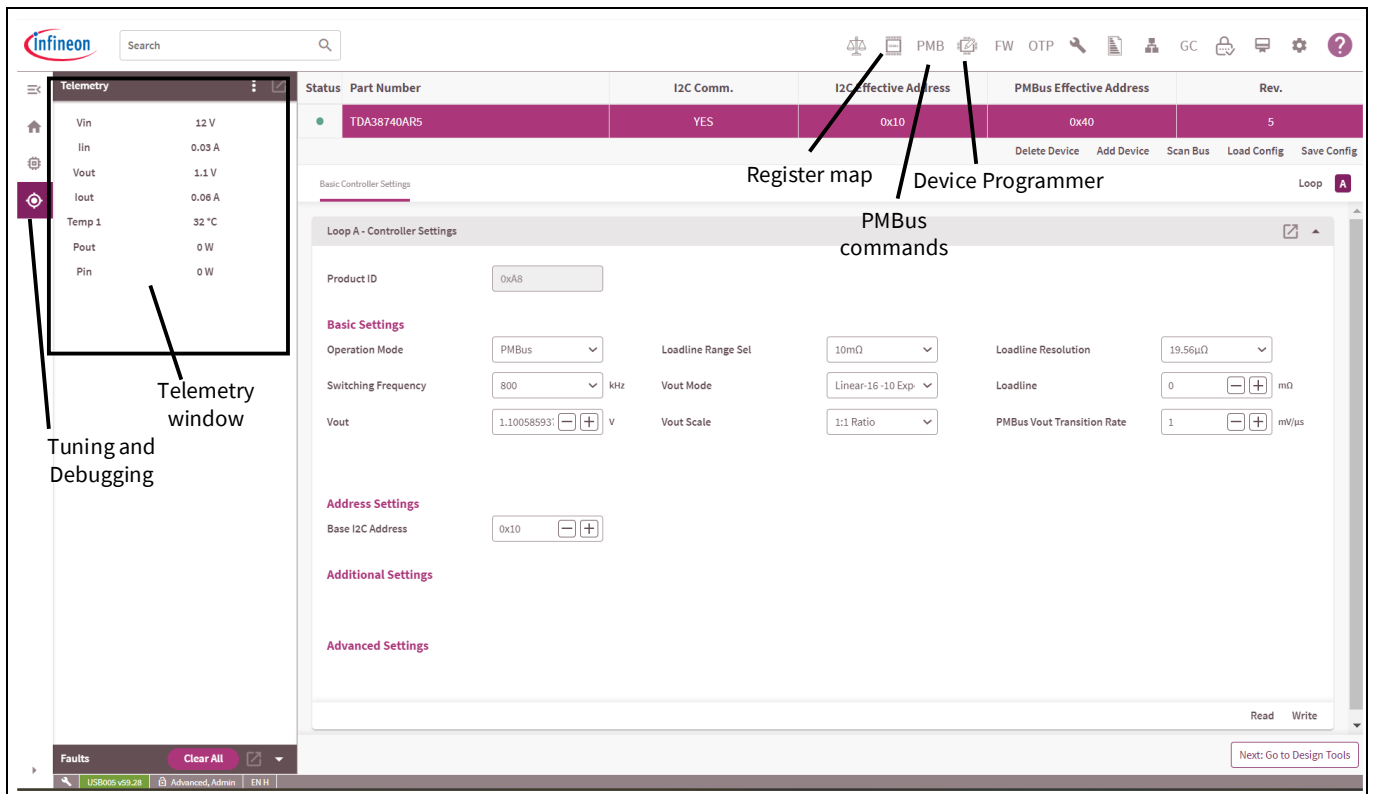 infineon
Search
PMB
FW
OTP
GC
?
Telemetry
Vin 12 V
Iin 0.03 A
Vout 1.1 V
Iout 0.06 A
Temp 1 32 °C
Pout 0 W
Pin 0 W
Status Part Number I2C Comm. I2C Effective Address PMBus Effective Address Rev.
TDA38740AR5 YES 0x10 0x40 5
Delete Device Add Device Scan Bus Load Config Save Config
Register map
Device Programmer
PMBus
commands
Basic Controller Settings
Loop A
Loop A - Controller Settings
Product ID 0xA8
Basic Settings
Operation Mode PMBus Loadline Range Sel 10mΩ Loadline Resolution 19.56µΩ
Switching Frequency 800 kHz Vout Mode Linear-16 -10 Exp Loadline 0 mΩ
Vout 1.10058593 V Vout Scale 1:1 Ratio PMBus Vout Transition Rate 1 mV/µs
Telemetry
window
Tuning and
Debugging
Address Settings
Base I2C Address 0x10
Additional Settings
Advanced Settings
Read Write
Next: Go to Design Tools
Faults Clear All
USB005 v59.28 Advanced, Admin EN H